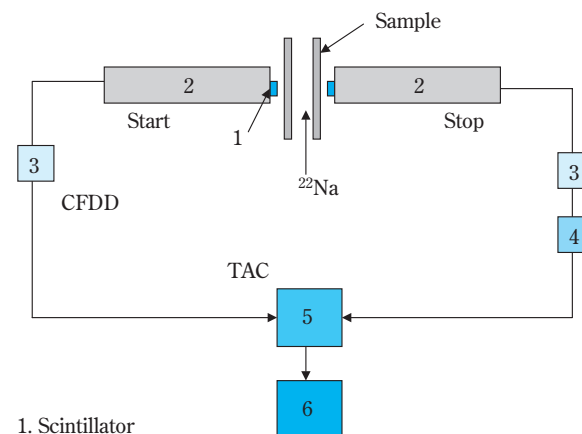 Sample
2
2
Start
Stop
1
²²Na
3
3
CFDD
4
TAC
5
6
1. Scintillator